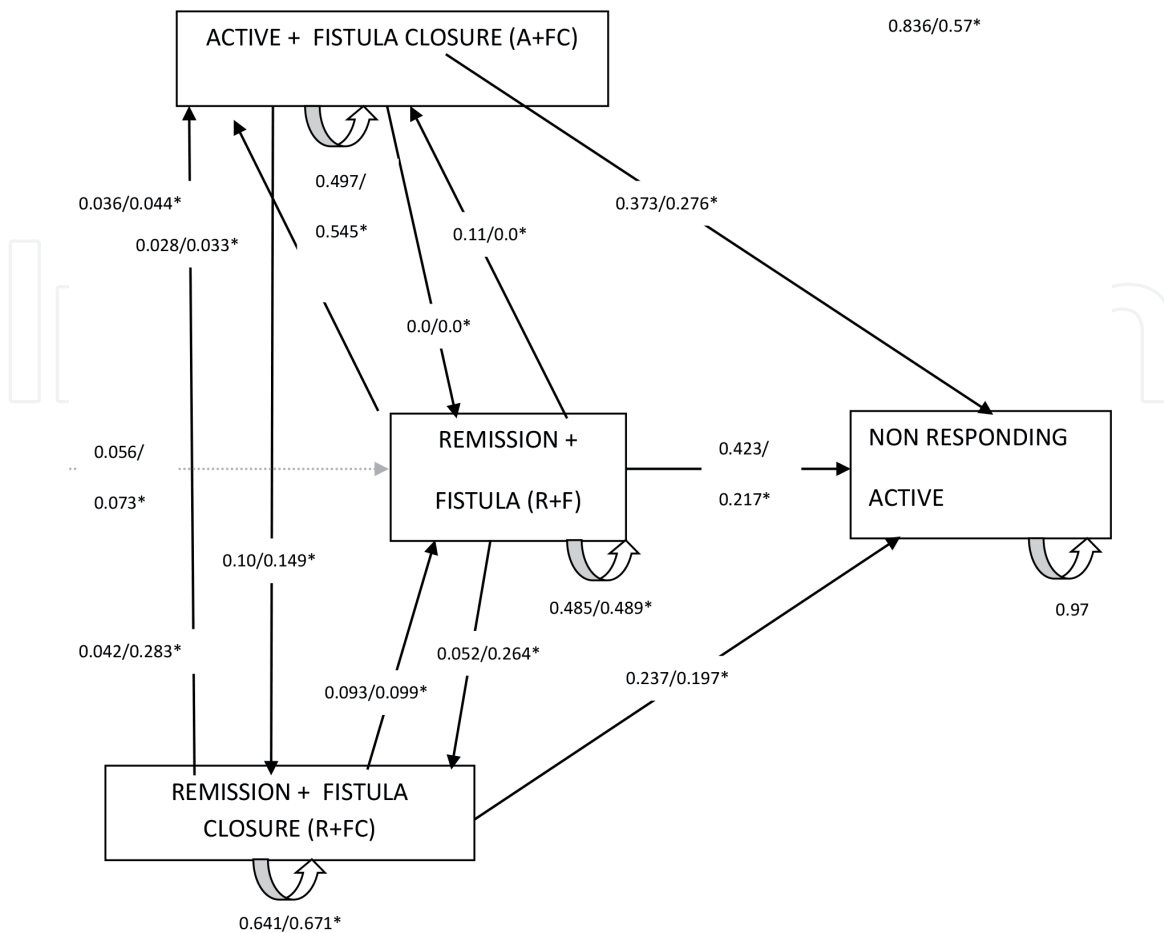 ACTIVE + FISTULA CLOSURE (A+FC)
0.836/0.57*
0.497/
0.545*
0.036/0.044*
0.028/0.033*
0.11/0.0*
0.373/0.276*
0.0/0.0*
0.056/
0.073*
REMISSION +
FISTULA (R+F)
0.423/
0.217*
NON RESPONDING
ACTIVE
0.10/0.149*
0.485/0.489*
0.97
0.042/0.283*
0.052/0.264*
0.093/0.099*
0.237/0.197*
REMISSION + FISTULA
CLOSURE (R+FC)
0.641/0.671*